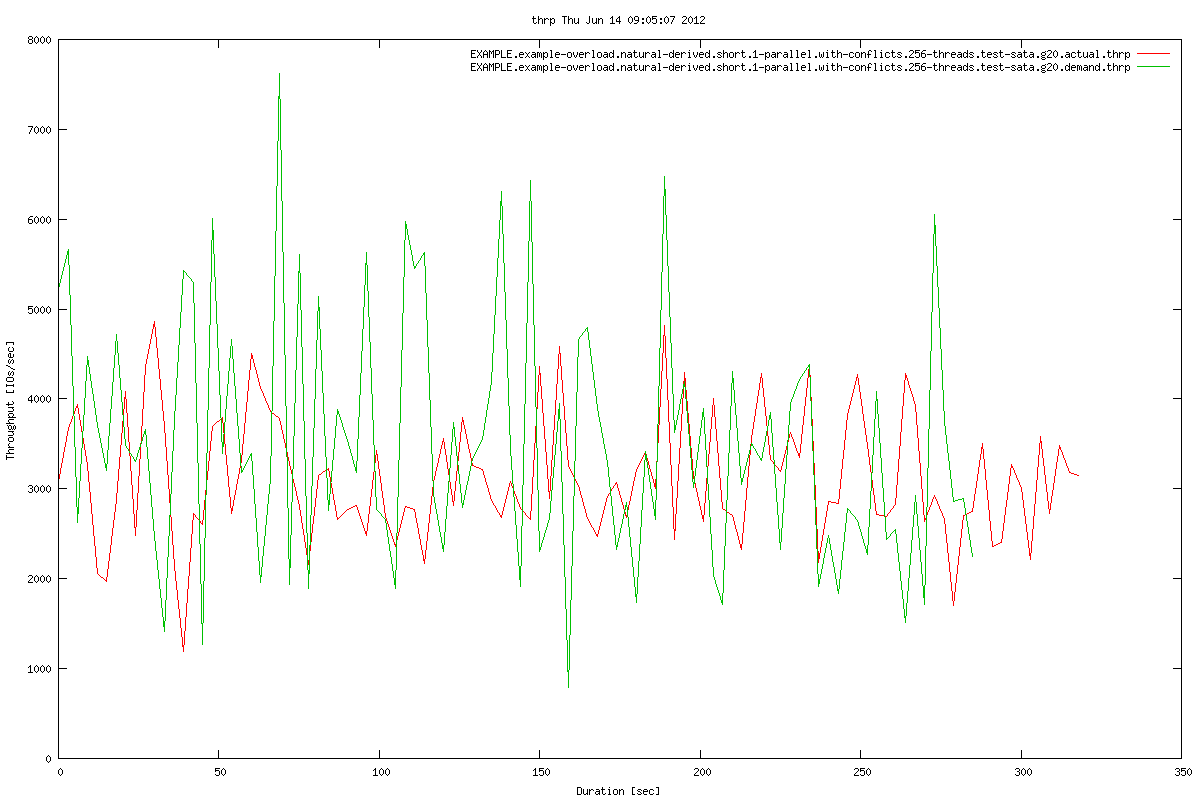 thrp Thu Jun 14 09:05:07 2012
EXAMPLE.example-overload.natural-derived.short.1-parallel.with-conflicts.256-threads.test-sata.g20.actual.thrp
EXAMPLE.example-overload.natural-derived.short.1-parallel.with-conflicts.256-threads.test-sata.g20.demand.thrp
8000
7000
6000
5000
4000
3000
2000
1000
0
Throughput [IOs/sec]
0 50 100 150 200 250 300 350
Duration [sec]